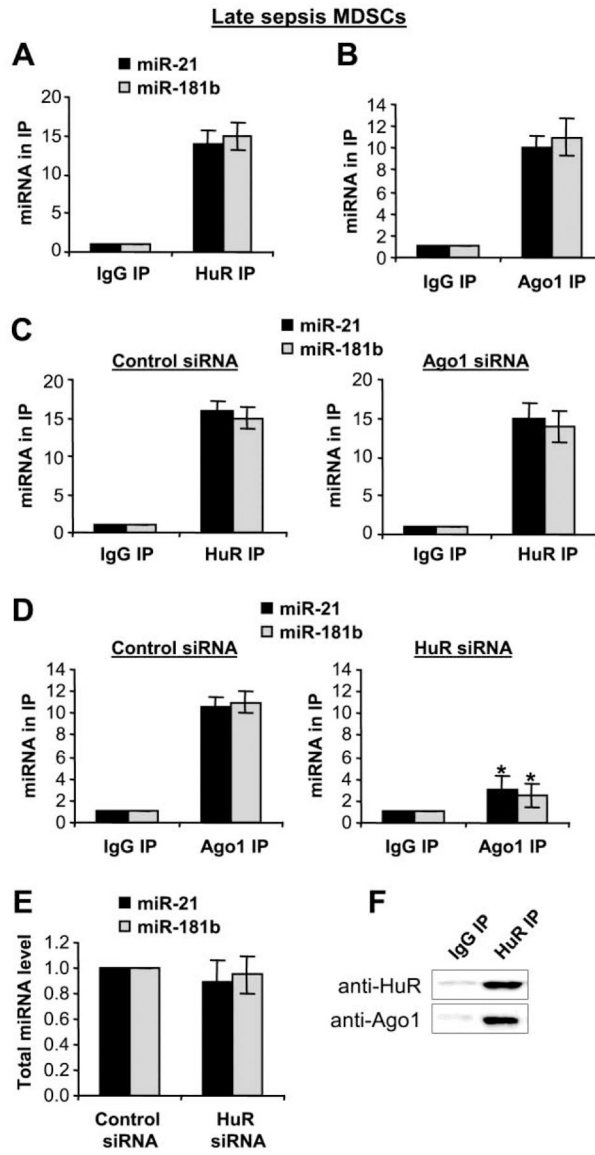 Late sepsis MDSCs
A
miR-21
miR-181b
miRNA in IP
20
15
10
5
0
IgG IP HuR IP
B
miRNA in IP
14
12
10
8
6
4
2
0
IgG IP Ago1 IP
C
miR-21
miR-181b
Control siRNA
miRNA in IP
20
15
10
5
0
IgG IP HuR IP
Ago1 siRNA
miRNA in IP
20
15
10
5
0
IgG IP HuR IP
D
miR-21
miR-181b
Control siRNA
miRNA in IP
14
12
10
8
6
4
2
0
IgG IP Ago1 IP
HuR siRNA
miRNA in IP
14
12
10
8
6
4
2
0
* *
IgG IP Ago1 IP
E
miR-21
miR-181b
Total miRNA level
1.2
1.0
0.8
0.6
0.4
0.2
0.0
Control HuR
siRNA siRNA
F
IgG IP HuR IP
anti-HuR
anti-Ago1